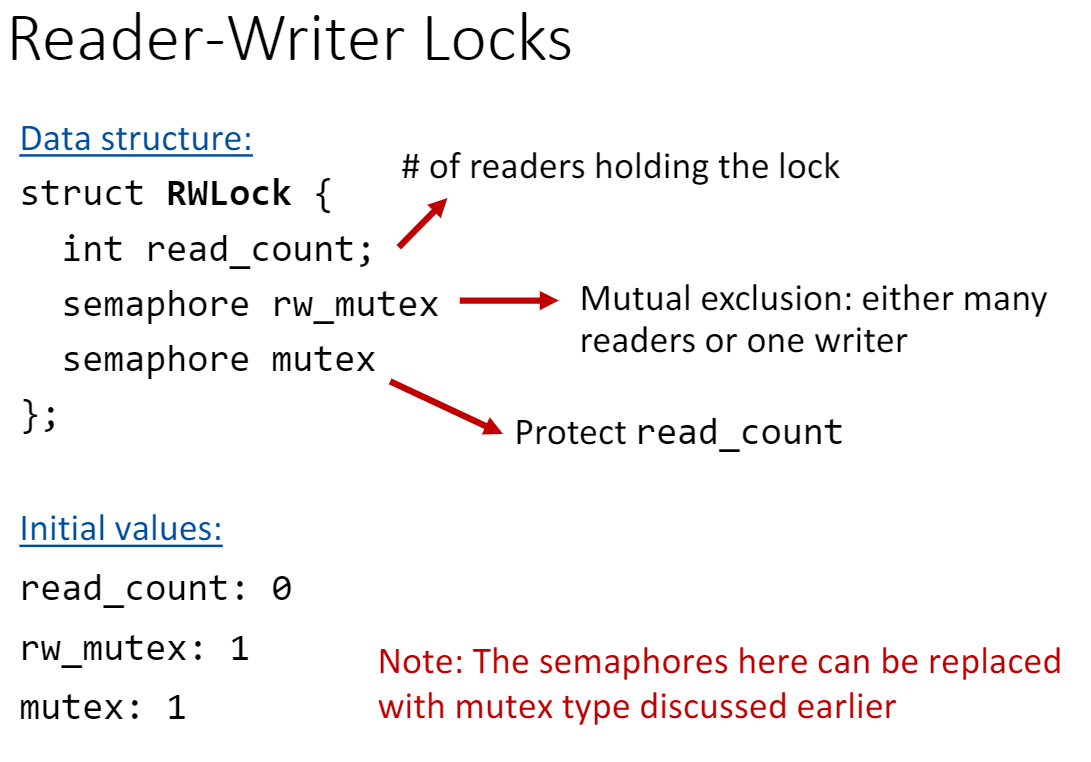 Reader-Writer Locks
Data structure:
# of readers holding the lock
struct RWLock {
int read_count;
semaphore rw_mutex
Mutual exclusion: either many
readers or one writer
semaphore mutex
};
Protect read_count
Initial values:
read_count: 0
rw_mutex: 1
mutex: 1
Note: The semaphores here can be replaced
with mutex type discussed earlier